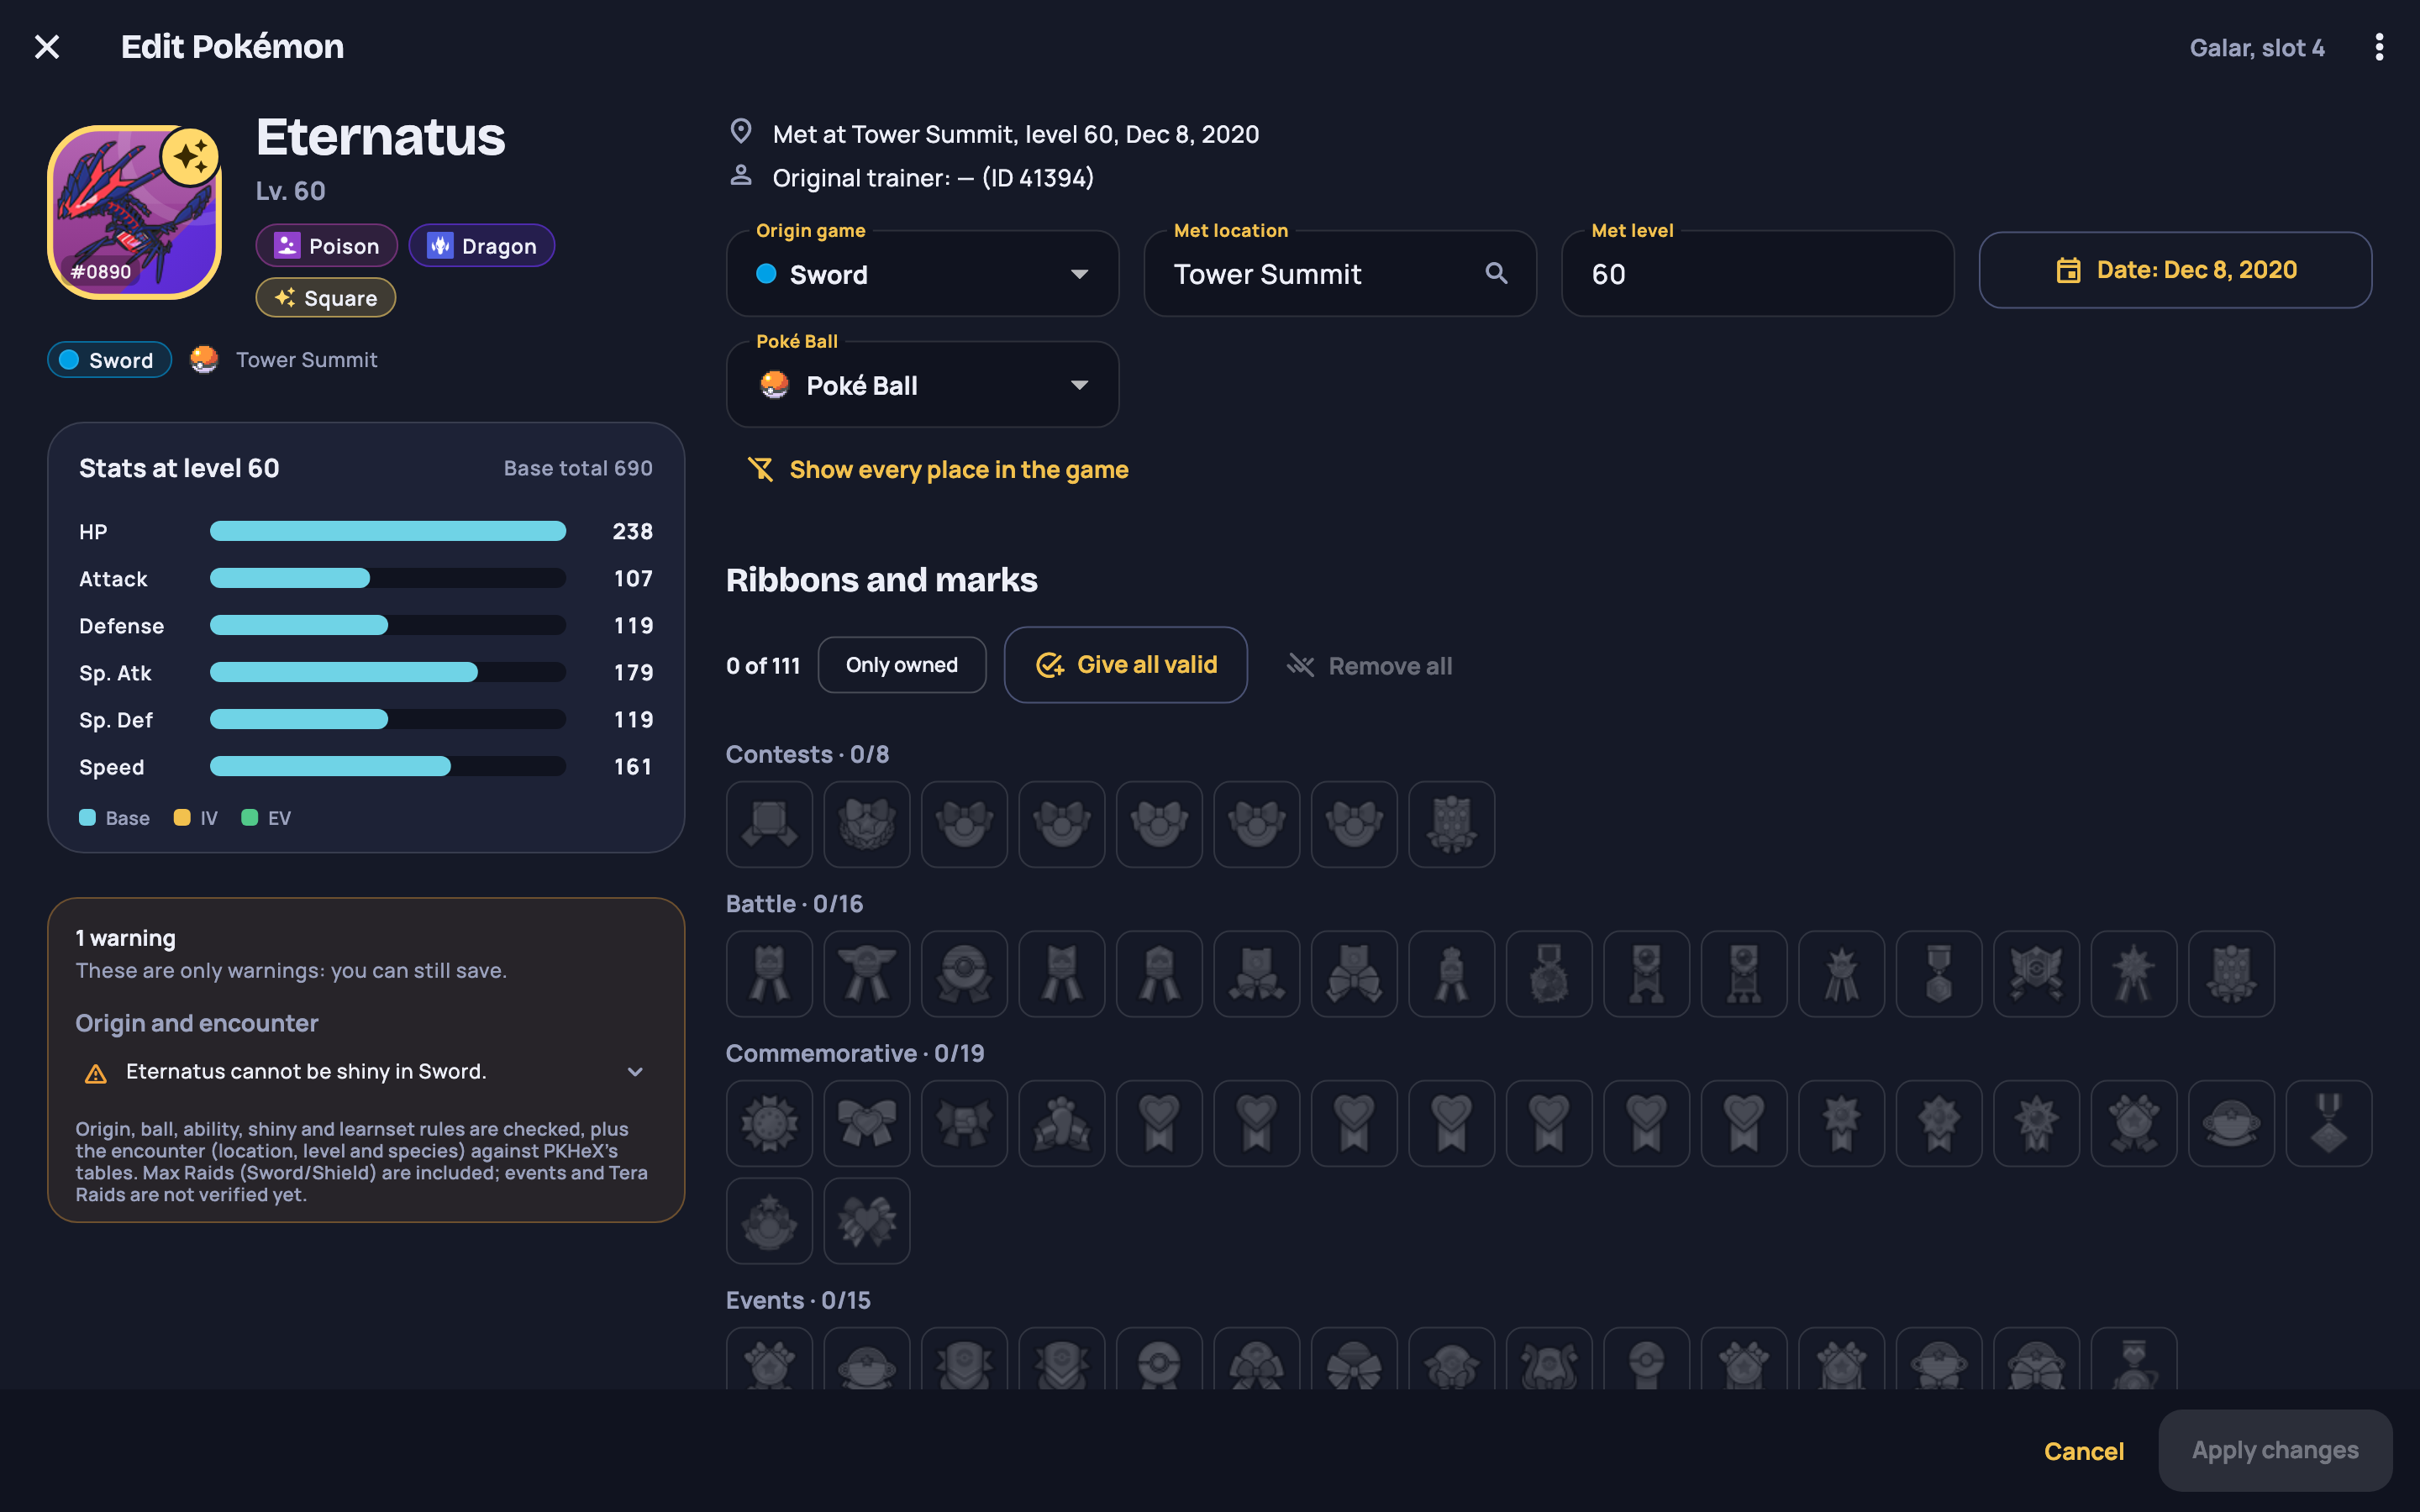 Edit Pokémon
Galar, slot 4
#0890
Eternatus
Lv. 60
Poison
Dragon
Square
Sword
Tower Summit
Stats at level 60
Base total 690
HP 238
Attack 107
Defense 119
Sp. Atk 179
Sp. Def 119
Speed 161
Base IV EV
1 warning
These are only warnings: you can still save.
Origin and encounter
Eternatus cannot be shiny in Sword.
Origin, ball, ability, shiny and learnset rules are checked, plus
the encounter (location, level and species) against PKHeX’s
tables. Max Raids (Sword/Shield) are included; events and Tera
Raids are not verified yet.
Met at Tower Summit, level 60, Dec 8, 2020
Original trainer: — (ID 41394)
Origin game
Sword
Met location
Tower Summit
Met level
60
Date: Dec 8, 2020
Poké Ball
Poké Ball
Show every place in the game
Ribbons and marks
0 of 111
Only owned
Give all valid
Remove all
Contests · 0/8
Battle · 0/16
Commemorative · 0/19
Events · 0/15
Cancel
Apply changes